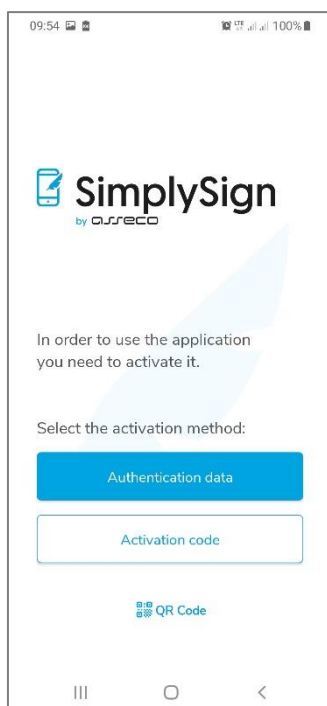 09:54 LTE 100%
SimplySign
by asseco
In order to use the application
you need to activate it.
Select the activation method:
Authentication data
Activation code
QR Code